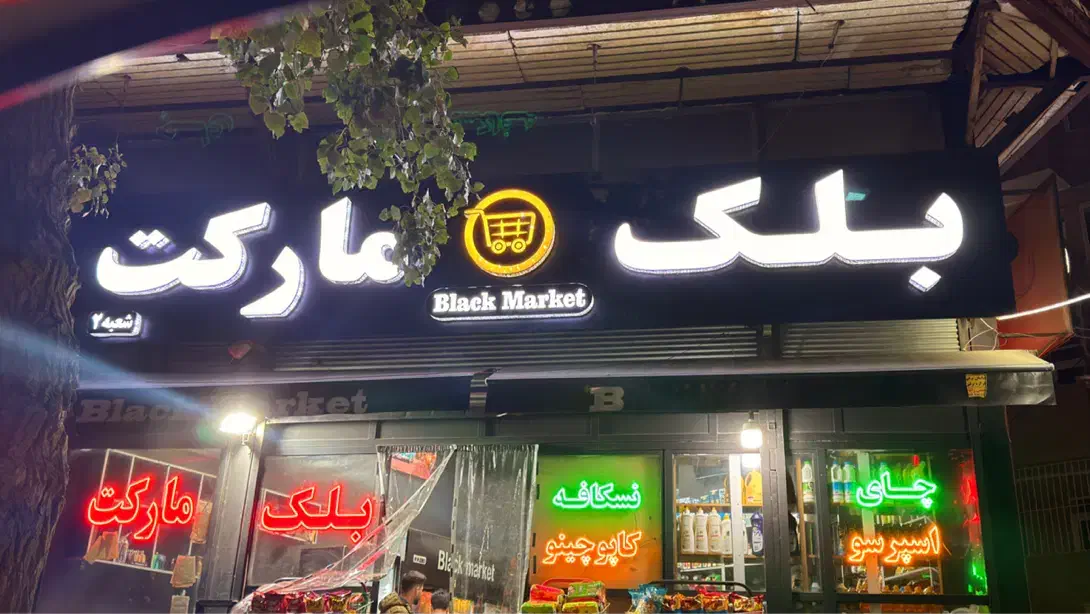 بلک مارکت
Black Market
شعبه ۲
Black Market
B
مارکت
بلک
نسکافه
کاپوچینو
چای
اسپرسو
Black market